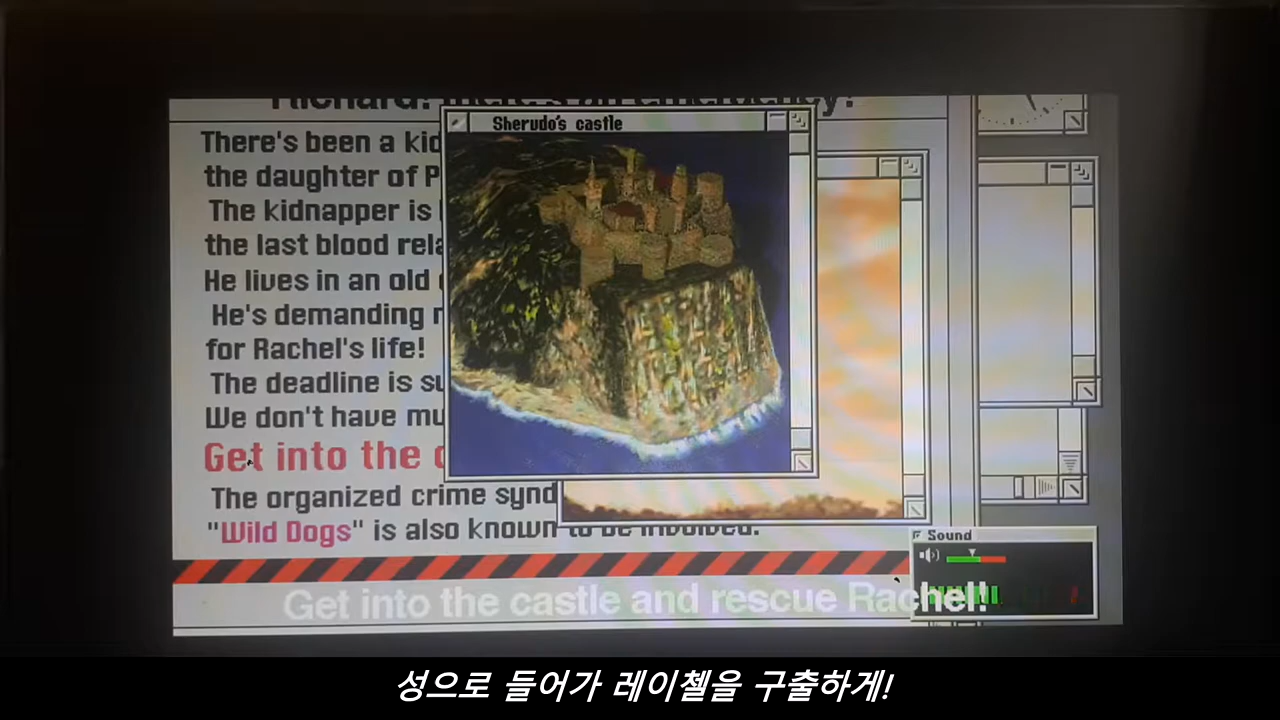 Richard! There's an emergency!
Sherudo's castle
There's been a kid
the daughter of P
The kidnapper is
the last blood rela
He lives in an old
He's demanding
for Rachel's life!
The deadline is su
We don't have mu
Get into the
The organized crime synd
"Wild Dogs" is also known to be involved.
Sound
Get into the castle and rescue Rachel!
성으로 들어가 레이첼을 구출하게!